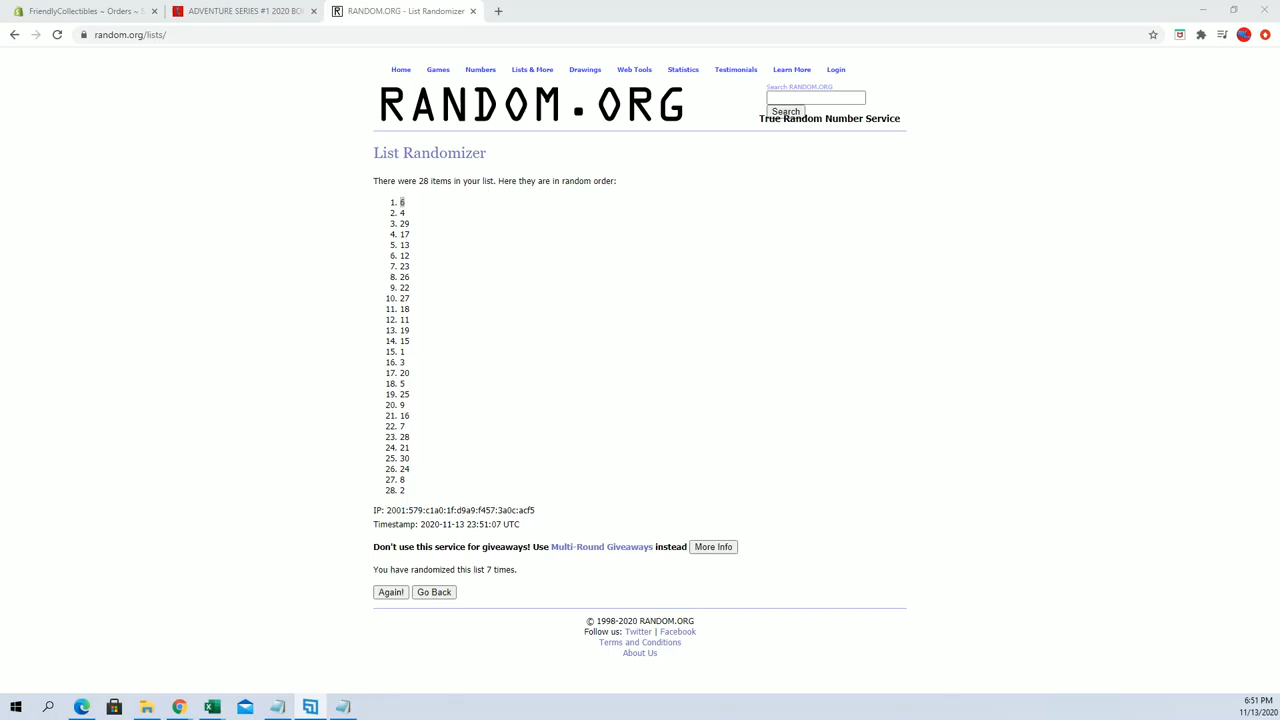 FriendlyCollectibles ~ Orders ~ S
ADVENTURE SERIES #1 2020 BO
RANDOM.ORG - List Randomizer
random.org/lists/
Home Games Numbers Lists & More Drawings Web Tools Statistics Testimonials Learn More Login
RANDOM.ORG
Search RANDOM.ORG
Search
True Random Number Service
List Randomizer
There were 28 items in your list. Here they are in random order:
1. 6
2. 4
3. 29
4. 17
5. 13
6. 12
7. 23
8. 26
9. 22
10. 27
11. 18
12. 11
13. 19
14. 15
15. 1
16. 3
17. 20
18. 5
19. 25
20. 9
21. 16
22. 7
23. 28
24. 21
25. 30
26. 24
27. 8
28. 2
IP: 2001:579:c1a0:1f:d9a9:f457:3a0c:acf5
Timestamp: 2020-11-13 23:51:07 UTC
Don't use this service for giveaways! Use Multi-Round Giveaways instead More Info
You have randomized this list 7 times.
Again! Go Back
© 1998-2020 RANDOM.ORG
Follow us: Twitter | Facebook
Terms and Conditions
About Us
6:51 PM
11/13/2020